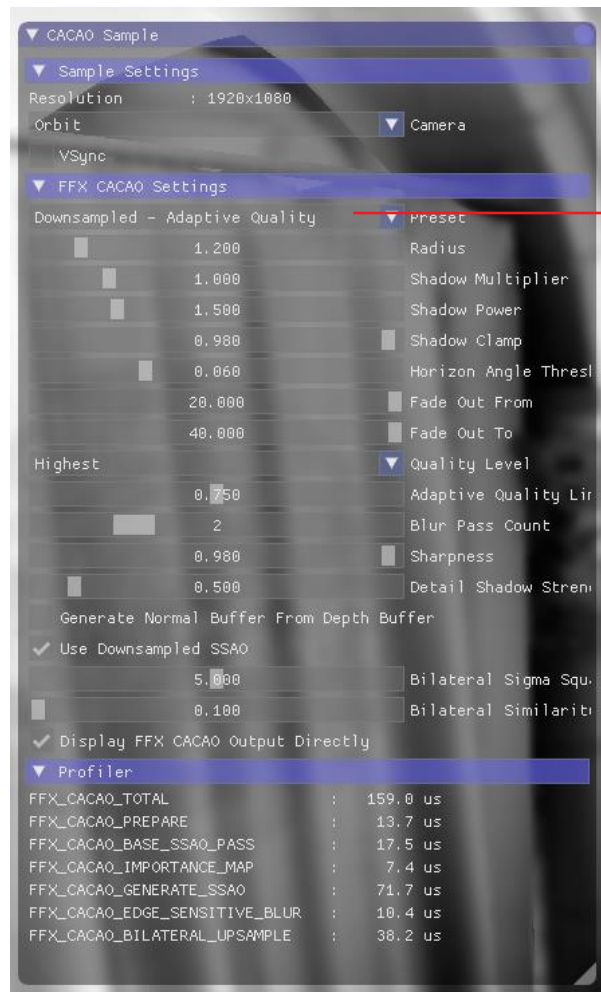 CACAO Sample
Sample Settings
Resolution : 1920x1080
Orbit Camera
VSync
FFX CACAO Settings
Downsampled - Adaptive Quality Preset
1.200 Radius
1.000 Shadow Multiplier
1.500 Shadow Power
0.980 Shadow Clamp
0.060 Horizon Angle Thresl
20.000 Fade Out From
40.000 Fade Out To
Highest Quality Level
0.750 Adaptive Quality Lin
2 Blur Pass Count
0.980 Sharpness
0.500 Detail Shadow Stren
Generate Normal Buffer From Depth Buffer
Use Downsampled SSAO
5.000 Bilateral Sigma Squ
0.100 Bilateral Similarit
Display FFX CACAO Output Directly
Profiler
FFX_CACAO_TOTAL : 159.0 us
FFX_CACAO_PREPARE : 13.7 us
FFX_CACAO_BASE_SSAO_PASS : 17.5 us
FFX_CACAO_IMPORTANCE_MAP : 7.4 us
FFX_CACAO_GENERATE_SSAO : 71.7 us
FFX_CACAO_EDGE_SENSITIVE_BLUR : 10.4 us
FFX_CACAO_BILATERAL_UPSAMPLE : 38.2 us